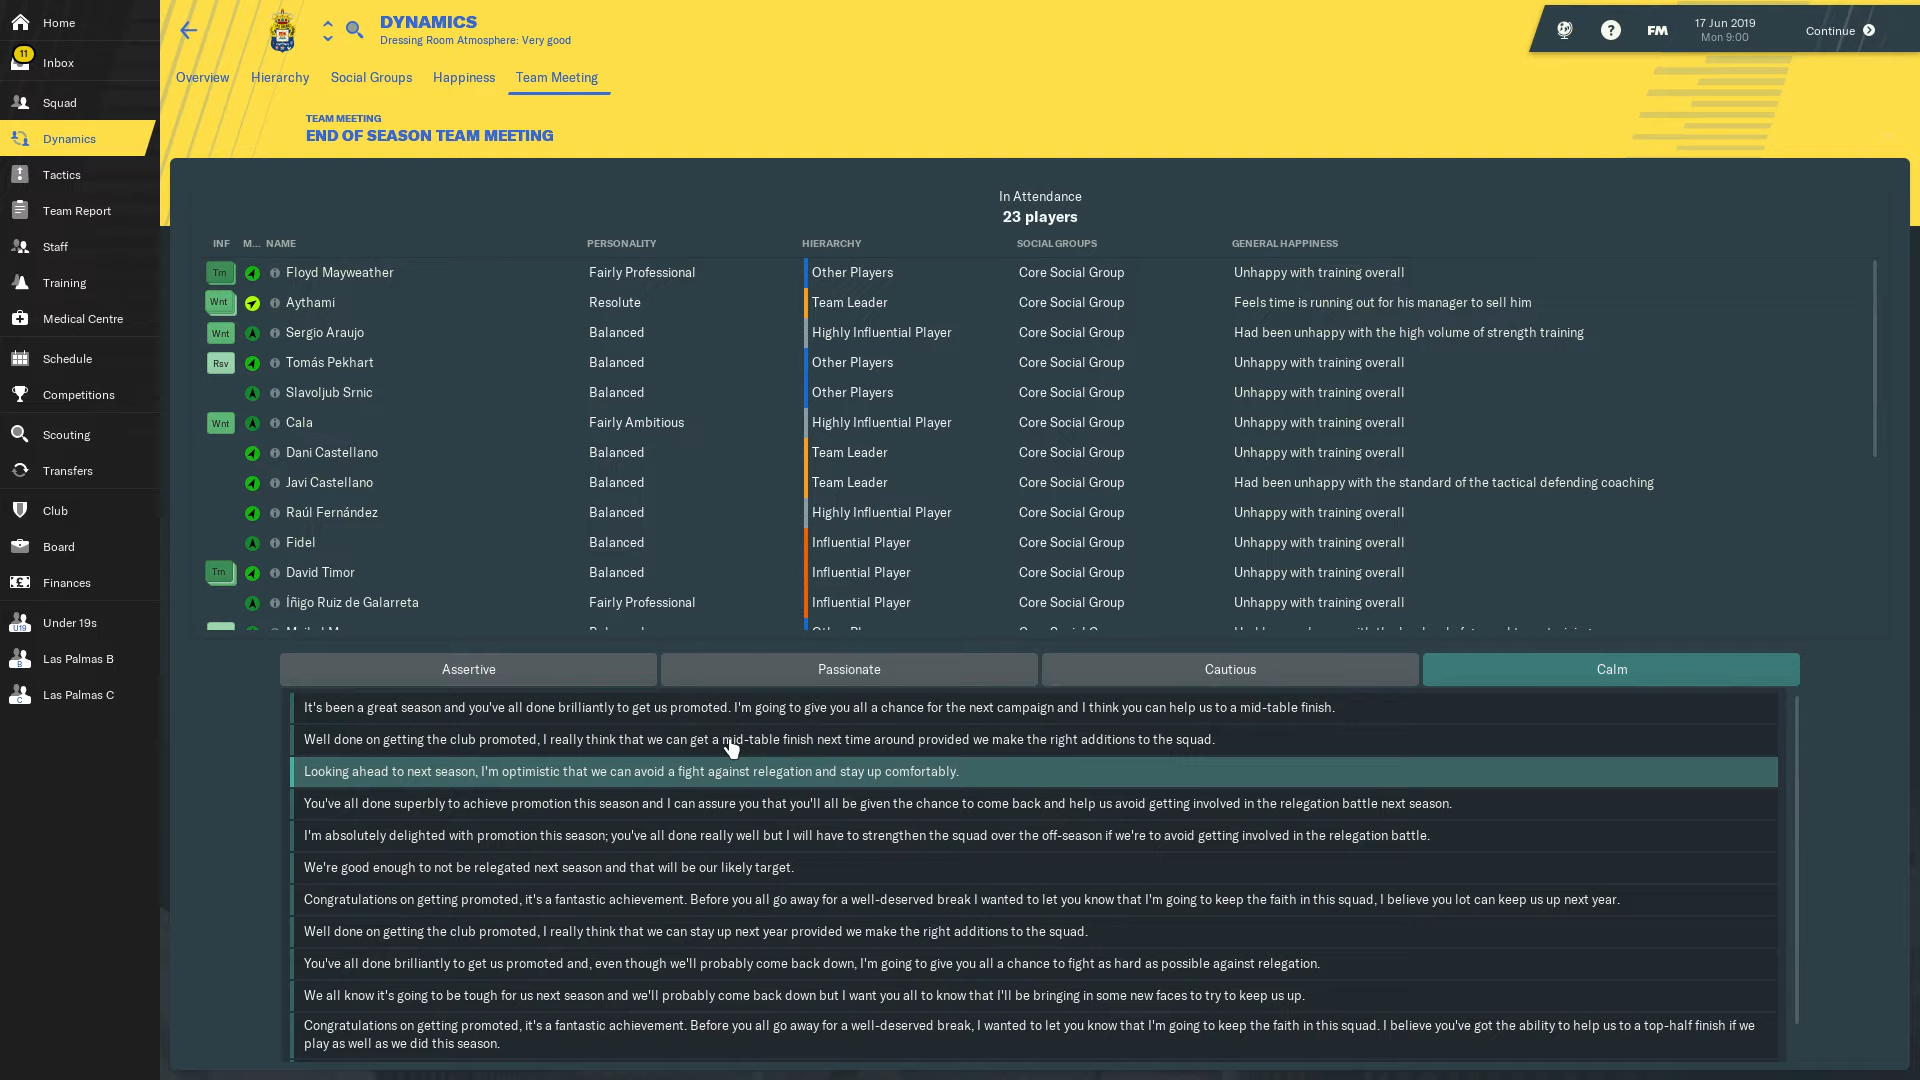 Home
DYNAMICS
Dressing Room Atmosphere: Very good
FM
17 Jun 2019
Mon 9:00
Continue
11
Inbox
Overview
Hierarchy
Social Groups
Happiness
Team Meeting
Squad
Dynamics
Tactics
Team Report
Staff
Training
Medical Centre
Schedule
Competitions
Scouting
Transfers
Club
Board
Finances
U19
Under 19s
B
Las Palmas B
C
Las Palmas C
TEAM MEETING
END OF SEASON TEAM MEETING
In Attendance
23 players
INF M... NAME PERSONALITY HIERARCHY SOCIAL GROUPS GENERAL HAPPINESS
Trn Floyd Mayweather Fairly Professional Other Players Core Social Group Unhappy with training overall
Wnt Aythami Resolute Team Leader Core Social Group Feels time is running out for his manager to sell him
Wnt Sergio Araujo Balanced Highly Influential Player Core Social Group Had been unhappy with the high volume of strength training
Rsv Tomás Pekhart Balanced Other Players Core Social Group Unhappy with training overall
Slavoljub Srnic Balanced Other Players Core Social Group Unhappy with training overall
Wnt Cala Fairly Ambitious Highly Influential Player Core Social Group Unhappy with training overall
Dani Castellano Balanced Team Leader Core Social Group Unhappy with training overall
Javi Castellano Balanced Team Leader Core Social Group Had been unhappy with the standard of the tactical defending coaching
Raúl Fernández Balanced Highly Influential Player Core Social Group Unhappy with training overall
Fidel Balanced Influential Player Core Social Group Unhappy with training overall
Trn David Timor Balanced Influential Player Core Social Group Unhappy with training overall
Íñigo Ruiz de Galarreta Fairly Professional Influential Player Core Social Group Unhappy with training overall
Assertive Passionate Cautious Calm
It's been a great season and you've all done brilliantly to get us promoted. I'm going to give you all a chance for the next campaign and I think you can help us to a mid-table finish.
Well done on getting the club promoted, I really think that we can get a mid-table finish next time around provided we make the right additions to the squad.
Looking ahead to next season, I'm optimistic that we can avoid a fight against relegation and stay up comfortably.
You've all done superbly to achieve promotion this season and I can assure you that you'll all be given the chance to come back and help us avoid getting involved in the relegation battle next season.
I'm absolutely delighted with promotion this season; you've all done really well but I will have to strengthen the squad over the off-season if we're to avoid getting involved in the relegation battle.
We're good enough to not be relegated next season and that will be our likely target.
Congratulations on getting promoted, it's a fantastic achievement. Before you all go away for a well-deserved break I wanted to let you know that I'm going to keep the faith in this squad, I believe you lot can keep us up next year.
Well done on getting the club promoted, I really think that we can stay up next year provided we make the right additions to the squad.
You've all done brilliantly to get us promoted and, even though we'll probably come back down, I'm going to give you all a chance to fight as hard as possible against relegation.
We all know it's going to be tough for us next season and we'll probably come back down but I want you all to know that I'll be bringing in some new faces to try to keep us up.
Congratulations on getting promoted, it's a fantastic achievement. Before you all go away for a well-deserved break, I wanted to let you know that I'm going to keep the faith in this squad. I believe you've got the ability to help us to a top-half finish if we
play as well as we did this season.